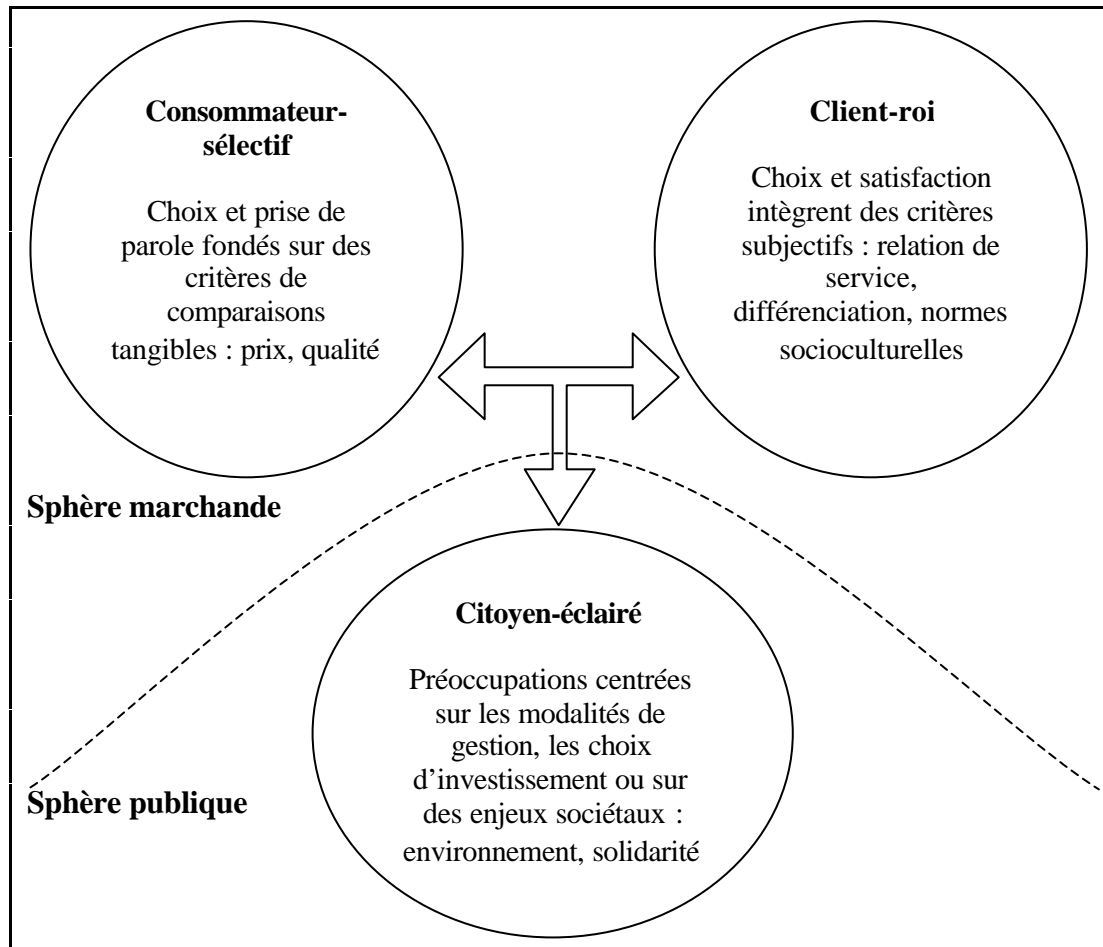 Consommateur-
sélectif
Choix et prise de
parole fondés sur des
critères de
comparaisons
tangibles : prix, qualité
Client-roi
Choix et satisfaction
intègrent des critères
subjectifs : relation de
service,
différenciation, normes
socioculturelles
Sphère marchande
Citoyen-éclairé
Préoccupations centrées
sur les modalités de
gestion, les choix
d’investissement ou sur
des enjeux sociétaux :
environnement, solidarité
Sphère publique